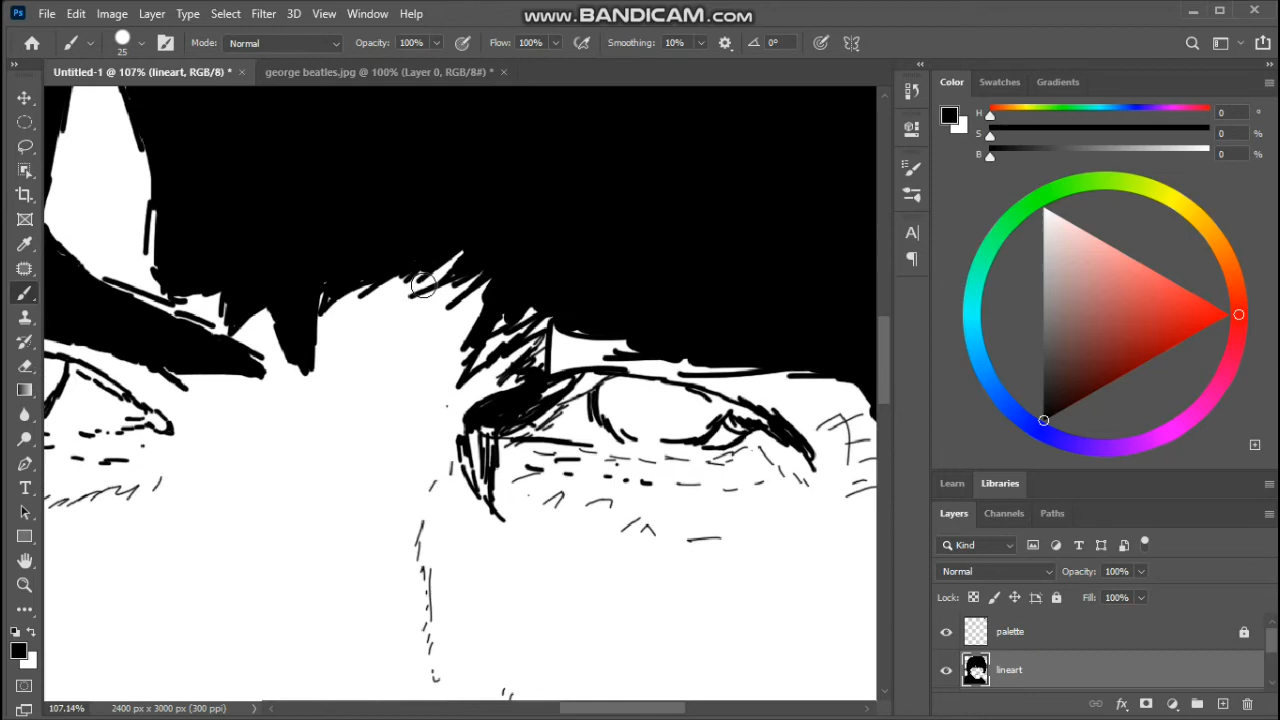 Ps File Edit Image Layer Type Select Filter 3D View Window Help
www.BANDICAM.com
25 Mode: Normal Opacity: 100% Flow: 100% Smoothing: 10% 0°
Untitled-1 @ 107% (lineart, RGB/8) * george beatles.jpg @ 100% (Layer 0, RGB/8#) *
Color Swatches Gradients
H 0 °
S 0 %
B 0 %
Learn Libraries
Layers Channels Paths
Kind
Normal Opacity: 100%
Lock: Fill: 100%
palette
lineart
107.14% 2400 px x 3000 px (300 ppi)